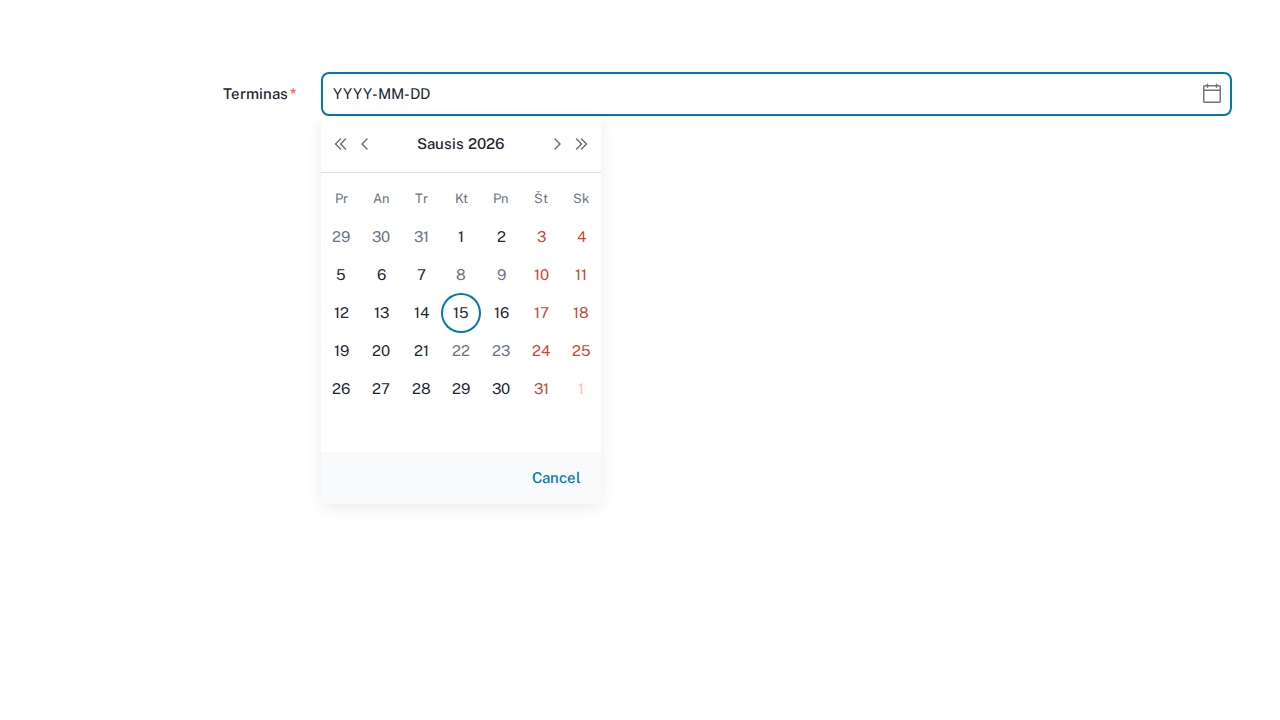 Terminas*
YYYY-MM-DD
Sausis 2026
Pr An Tr Kt Pn Št Sk
29 30 31 1 2 3 4
5 6 7 8 9 10 11
12 13 14 15 16 17 18
19 20 21 22 23 24 25
26 27 28 29 30 31 1
Cancel